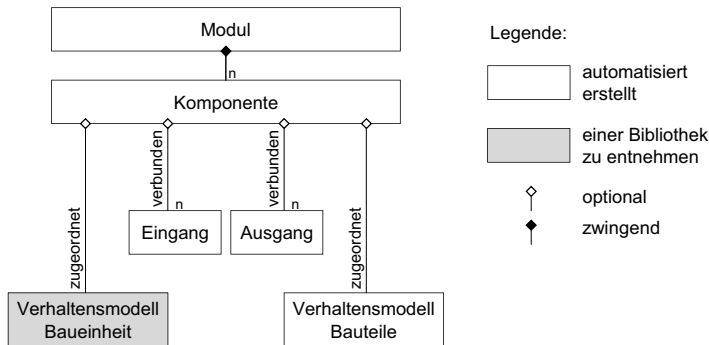 Modul
n
Komponente
zugeordnet
verbunden
n
verbunden
n
zugeordnet
Eingang
Ausgang
Verhaltensmodell
Baueinheit
Verhaltensmodell
Bauteile
Legende:
automatisiert
erstellt
einer Bibliothek
zu entnehmen
optional
zwingend